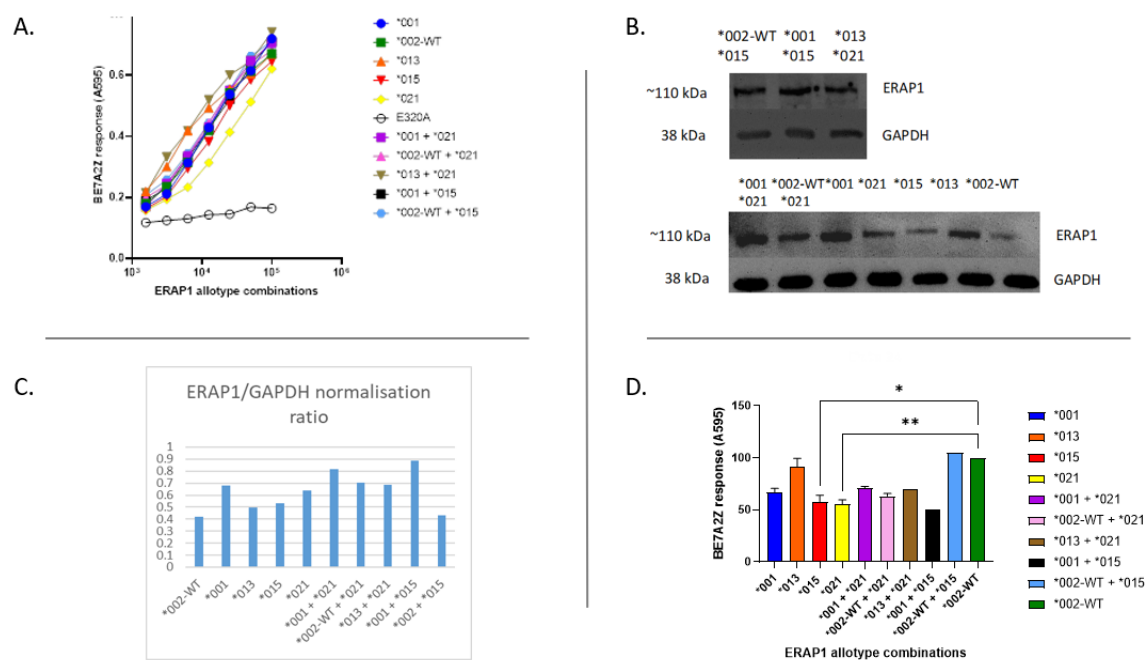 A.
BE7A2Z response (A595)
0.6
0.4
0.2
0.0
10³ 10⁴ 10⁵ 10⁶
ERAP1 allotype combinations
*001
*002-WT
*013
*015
*021
E320A
*001 + *021
*002-WT + *021
*013 + *021
*001 + *015
*002-WT + *015
B.
*002-WT *001 *013
*015 *015 *021
~110 kDa ERAP1
38 kDa GAPDH
*001 *002-WT *001 *021 *015 *013 *002-WT
*021 *021
~110 kDa ERAP1
38 kDa GAPDH
C.
ERAP1/GAPDH normalisation
ratio
1
0.9
0.8
0.7
0.6
0.5
0.4
0.3
0.2
0.1
0
*002-WT
*001
*013
*015
*021
*001 + *021
*002-WT + *021
*013 + *021
*001 + *015
*002 + *015
D.
BE7A2Z response (A595)
150
100
50
0
*
**
*001
*013
*015
*021
*001 + *021
*002-WT + *021
*013 + *021
*001 + *015
*002-WT + *015
*002-WT
ERAP1 allotype combinations
*001
*013
*015
*021
*001 + *021
*002-WT + *021
*013 + *021
*001 + *015
*002-WT + *015
*002-WT